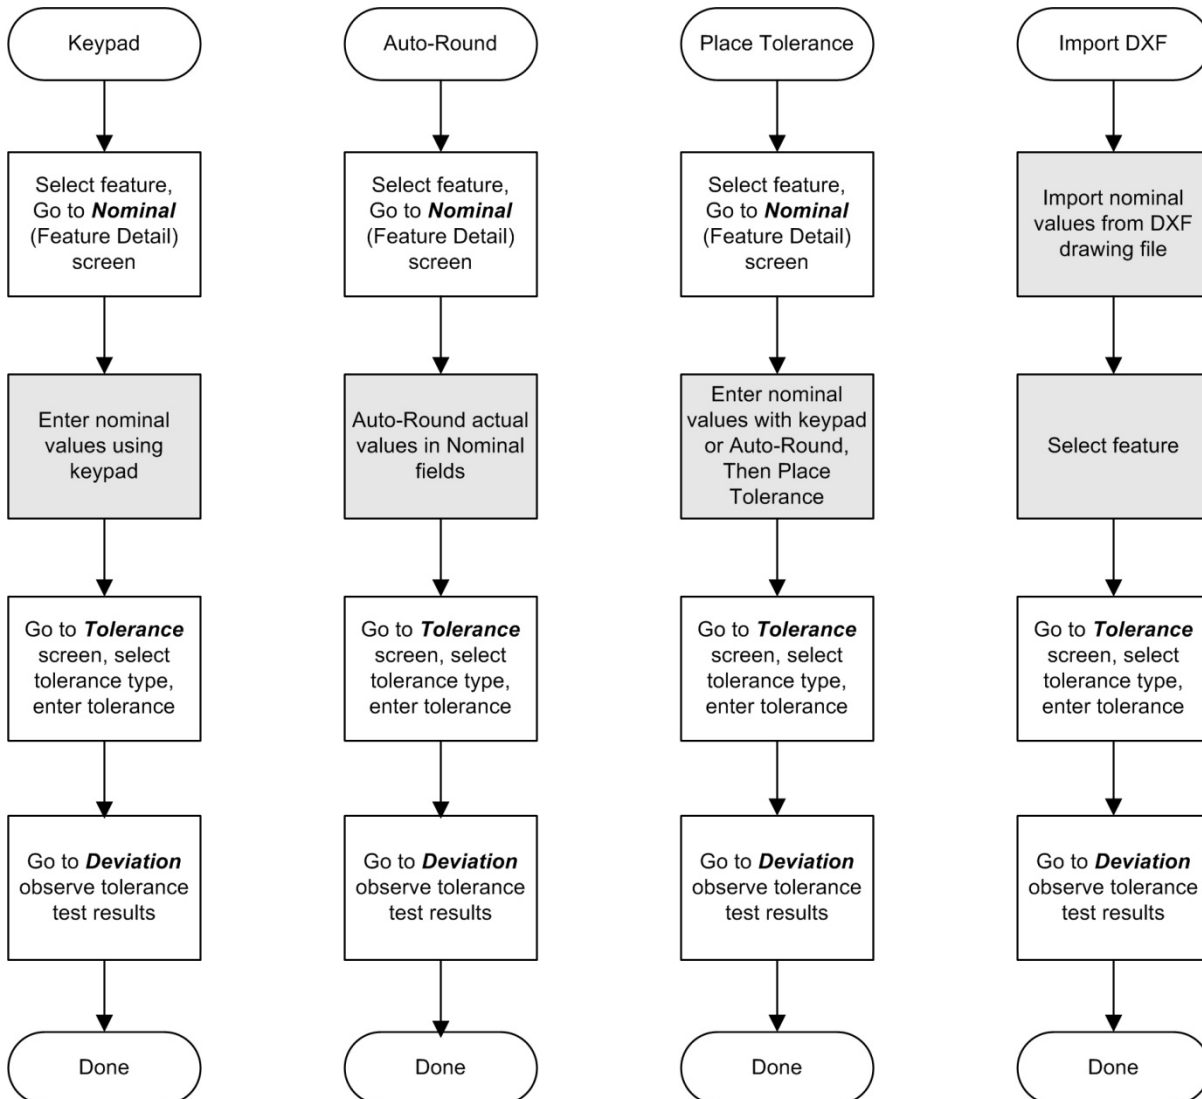 Keypad
Select feature,
Go to Nominal
(Feature Detail)
screen
Enter nominal
values using
keypad
Go to Tolerance
screen, select
tolerance type,
enter tolerance
Go to Deviation
observe tolerance
test results
Done
Auto-Round
Select feature,
Go to Nominal
(Feature Detail)
screen
Auto-Round actual
values in Nominal
fields
Go to Tolerance
screen, select
tolerance type,
enter tolerance
Go to Deviation
observe tolerance
test results
Done
Place Tolerance
Select feature,
Go to Nominal
(Feature Detail)
screen
Enter nominal
values with keypad
or Auto-Round,
Then Place
Tolerance
Go to Tolerance
screen, select
tolerance type,
enter tolerance
Go to Deviation
observe tolerance
test results
Done
Import DXF
Import nominal
values from DXF
drawing file
Select feature
Go to Tolerance
screen, select
tolerance type,
enter tolerance
Go to Deviation
observe tolerance
test results
Done